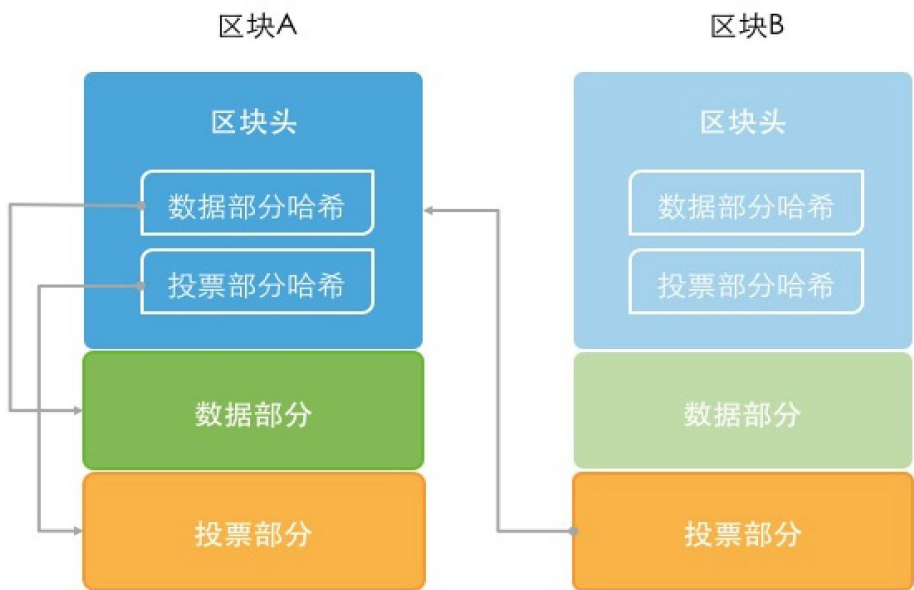 区块A
区块B
区块头
数据部分哈希
投票部分哈希
数据部分
投票部分
区块头
数据部分哈希
投票部分哈希
数据部分
投票部分